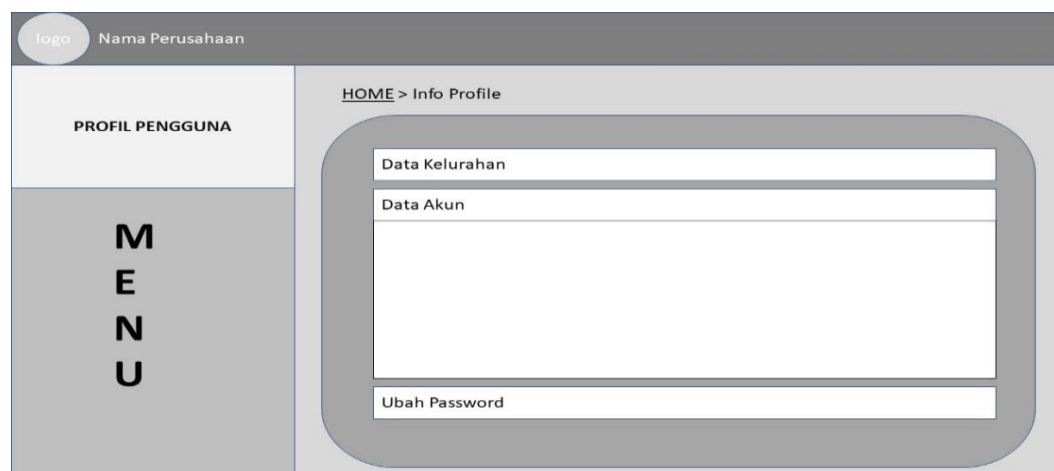 logo
Nama Perusahaan
PROFIL PENGGUNA
M
E
N
U
HOME > Info Profile
Data Kelurahan
Data Akun
Ubah Password